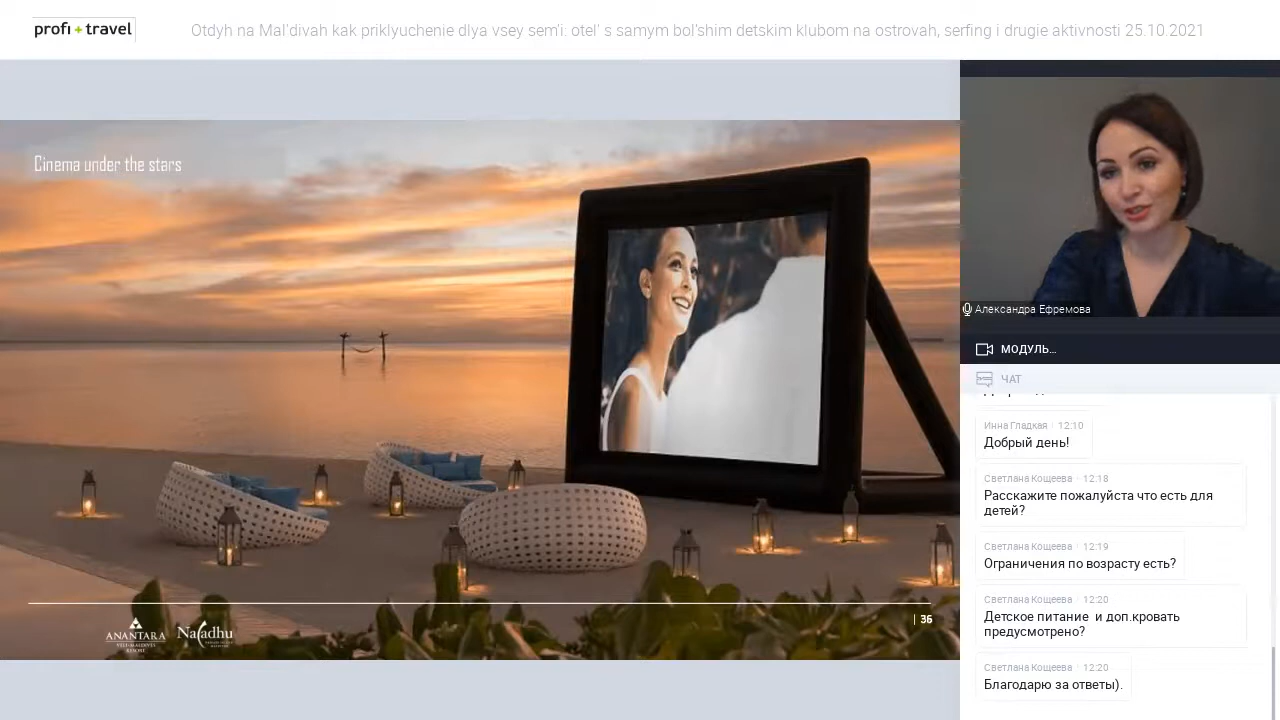 profi + travel
Otdyh na Mal'divah kak priklyuchenie dlya vsey sem'i: otel' s samym bol'shim detskim klubom na ostrovah, serfing i drugie aktivnosti 25.10.2021
Cinema under the stars
Александра Ефремова
МОДУЛЬ...
ЧАТ
Инна Гладкая 12:10
Добрый день!
Светлана Кощеева 12:18
Расскажите пожалуйста что есть для
детей?
Светлана Кощеева 12:19
Ограничения по возрасту есть?
Светлана Кощеева 12:20
Детское питание и доп.кровать
предусмотрено?
Светлана Кощеева 12:20
Благодарю за ответы).
| 36
ANANTARA
VELI · MALDIVES
RESORT
Naladhu